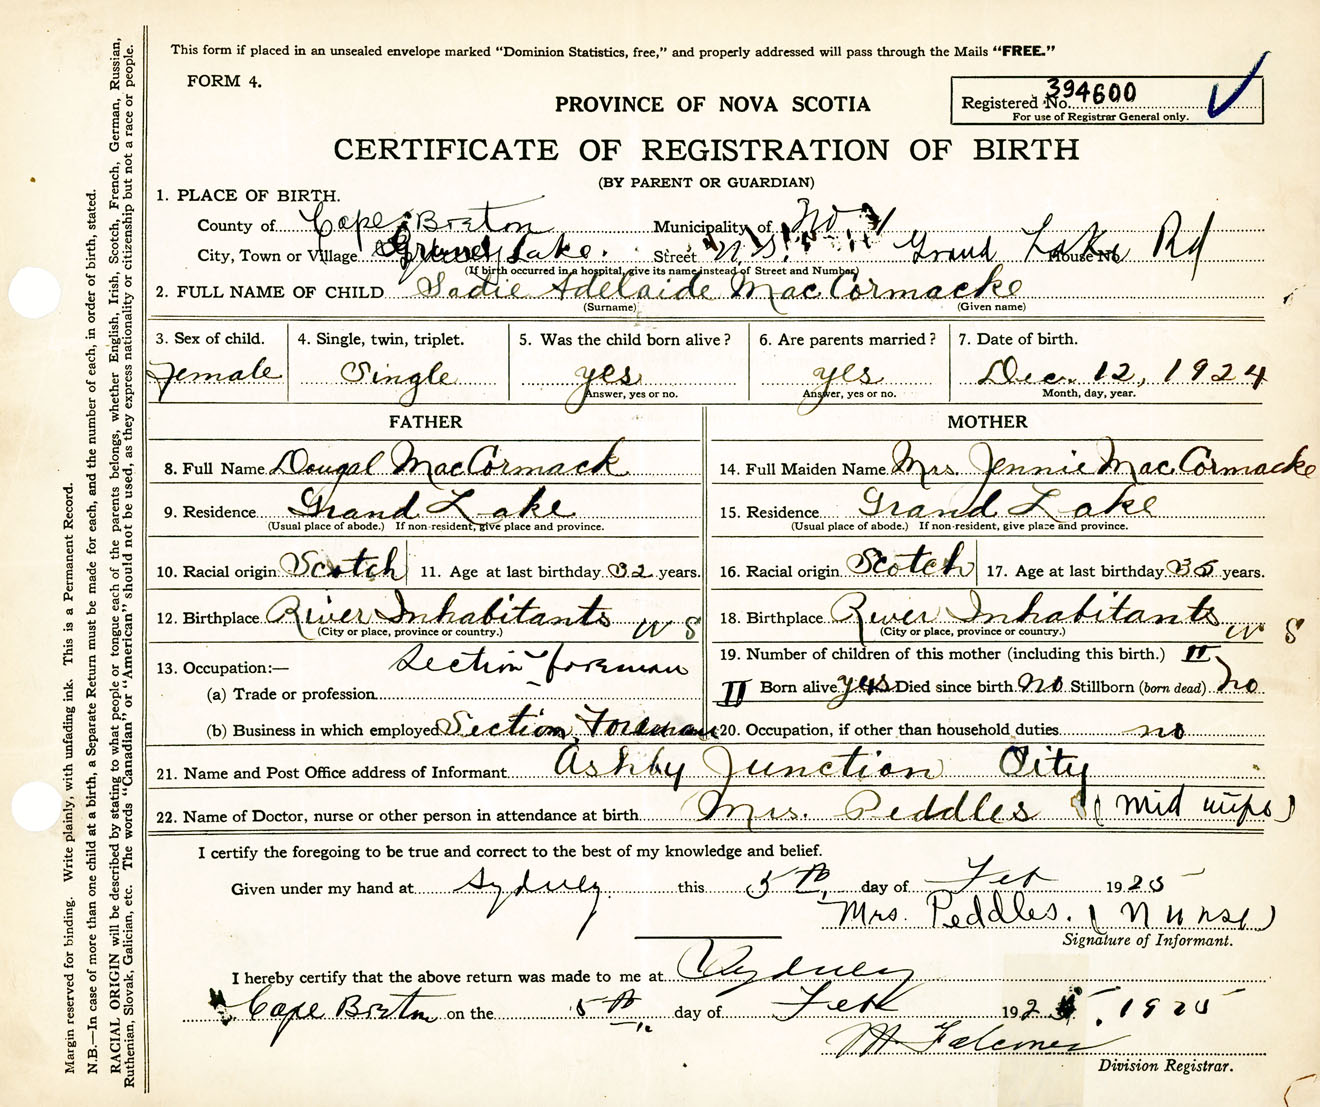 This form if placed in an unsealed envelope marked "Dominion Statistics, free," and properly addressed will pass through the Mails "FREE."
FORM 4.
Registered No. 394600
For use of Registrar General only.
PROVINCE OF NOVA SCOTIA
CERTIFICATE OF REGISTRATION OF BIRTH
(BY PARENT OR GUARDIAN)
1. PLACE OF BIRTH.
County of Cape Breton Municipality of
City, Town or Village Lake. Street N.S. Grand Lake House No. Rd
(If birth occurred in a hospital, give its name instead of Street and Number)
2. FULL NAME OF CHILD Sadie Adelaide MacCormacke
(Surname) (Given name)
3. Sex of child. 4. Single, twin, triplet. 5. Was the child born alive? 6. Are parents married? 7. Date of birth.
Female Single yes yes Dec. 12, 1924
Answer, yes or no. Answer, yes or no. Month, day, year.
FATHER MOTHER
8. Full Name Dougal MacCormack 14. Full Maiden Name Mrs. Jennie MacCormacke
9. Residence Grand Lake 15. Residence Grand Lake
(Usual place of abode.) If non-resident, give place and province. (Usual place of abode.) If non-resident, give place and province.
10. Racial origin Scotch 11. Age at last birthday 32 years. 16. Racial origin Scotch 17. Age at last birthday 35 years.
12. Birthplace River Inhabitants 18. Birthplace River Inhabitants
(City or place, province or country.) (City or place, province or country.)
13. Occupation:— Section foreman 19. Number of children of this mother (including this birth.) II
(a) Trade or profession II Born alive yes Died since birth no Stillborn (born dead) no
(b) Business in which employed Section Foreman 20. Occupation, if other than household duties no
21. Name and Post Office address of Informant Ashby Junction City
22. Name of Doctor, nurse or other person in attendance at birth Mrs. Peddles (mid wife)
I certify the foregoing to be true and correct to the best of my knowledge and belief.
Given under my hand at Sydney this 5th day of Feb 1925
Mrs. Peddles. (Nurse)
Signature of Informant.
I hereby certify that the above return was made to me at Sydney
Cape Breton on the 5th day of Feb 192 . 1925
Falconer
Division Registrar.
Margin reserved for binding. Write plainly, with unfading ink. This is a Permanent Record.
N.B.—In case of more than one child at a birth, a Separate Return must be made for each, and the number of each, in order of birth, stated.
RACIAL ORIGIN will be described by stating to what people or tongue each of the parents belongs, whether English, Irish, Scotch, French, German, Russian,
Ruthenian, Slovak, Galician, etc. The words "Canadian" or "American" should not be used, as they express nationality or citizenship but not a race or people.